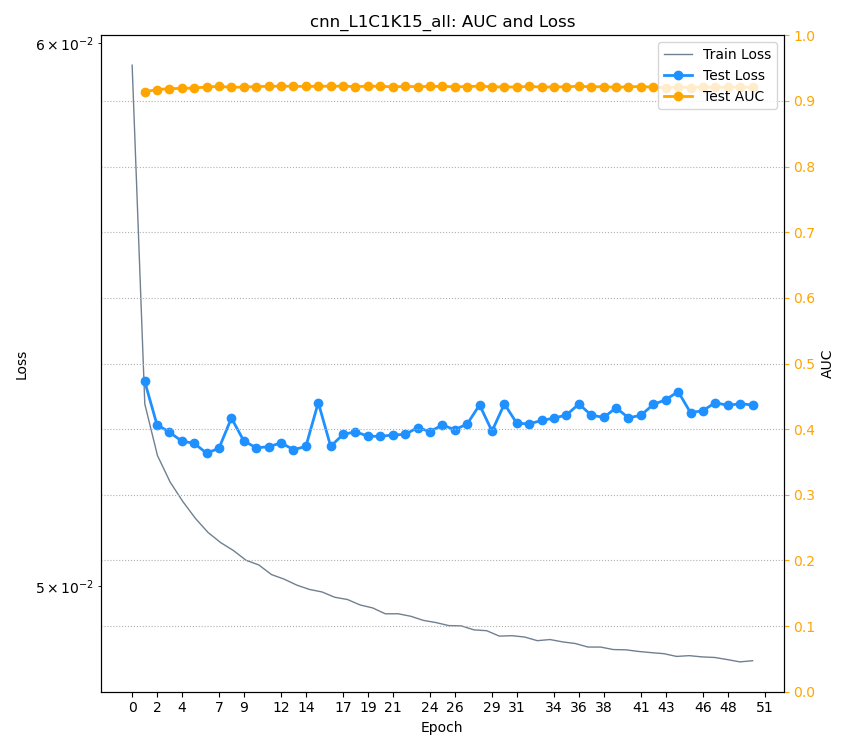 cnn_L1C1K15_all: AUC and Loss
6 × 10⁻²
5 × 10⁻²
Loss
Train Loss
Test Loss
Test AUC
1.0
0.9
0.8
0.7
0.6
0.5
0.4
0.3
0.2
0.1
0.0
AUC
0 2 4 7 9 12 14 17 19 21 24 26 29 31 34 36 38 41 43 46 48 51
Epoch